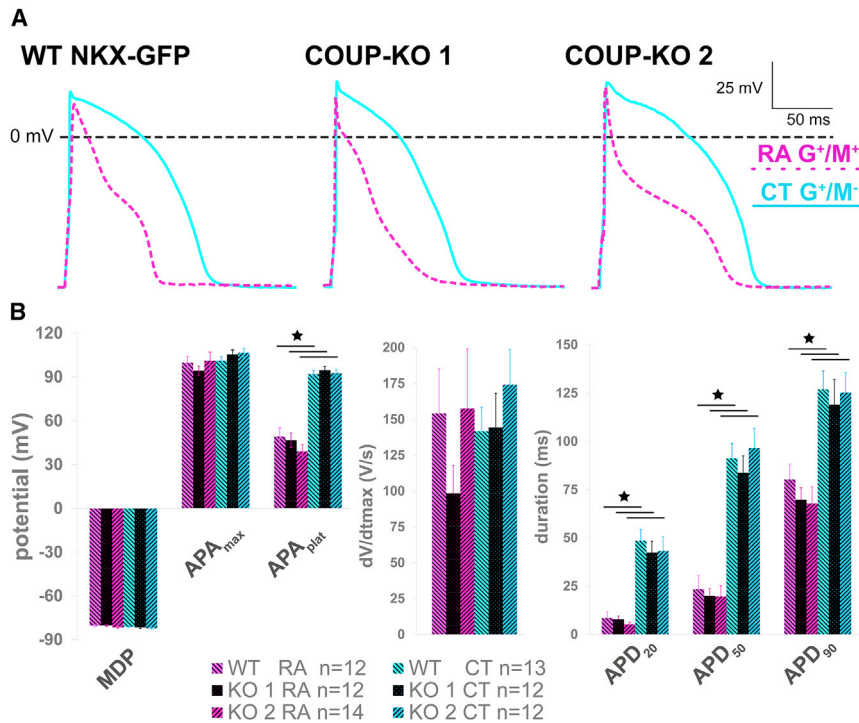 A
WT NKX-GFP COUP-KO 1 COUP-KO 2
25 mV
50 ms
0 mV
RA G⁺/M⁺
CT G⁺/M⁻
B
potential (mV)
120
90
60
30
0
-30
-60
-90
MDP
APAmax
APAplat
★
dV/dtmax (V/s)
200
175
150
125
100
75
50
25
0
duration (ms)
150
125
100
75
50
25
0
★
★
★
APD₂₀
APD₅₀
APD₉₀
WT RA n=12 WT CT n=13
KO 1 RA n=12 KO 1 CT n=12
KO 2 RA n=14 KO 2 CT n=12